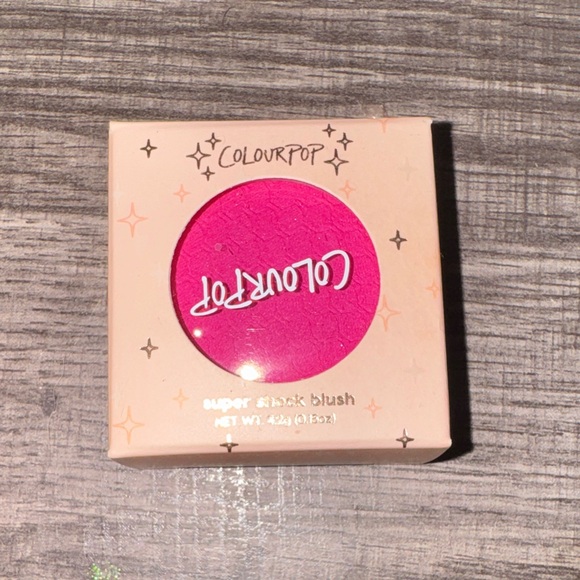 COLOURPOP
COLOURPOP
super shock blush
NET WT. 4.2g (0.15oz)